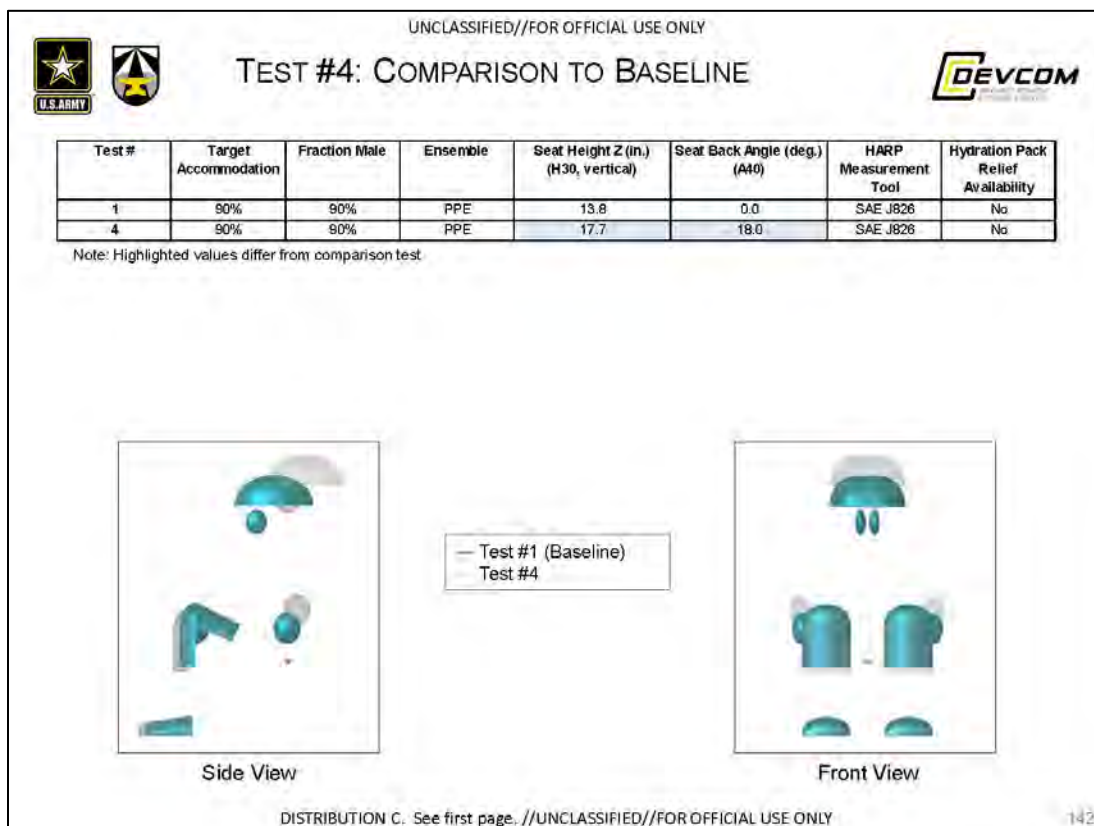 UNCLASSIFIED//FOR OFFICIAL USE ONLY
U.S.ARMY
TEST #4: COMPARISON TO BASELINE
DEVCOM
Test # Target Accommodation Fraction Male Ensemble Seat Height Z (in.) (H30, vertical) Seat Back Angle (deg.) (A40) HARP Measurement Tool Hydration Pack Relief Availability
1 90% 90% PPE 13.8 0.0 SAE J826 No
4 90% 90% PPE 17.7 18.0 SAE J826 No
Note: Highlighted values differ from comparison test
Test #1 (Baseline)
Test #4
Side View
Front View
DISTRIBUTION C. See first page. //UNCLASSIFIED//FOR OFFICIAL USE ONLY
142